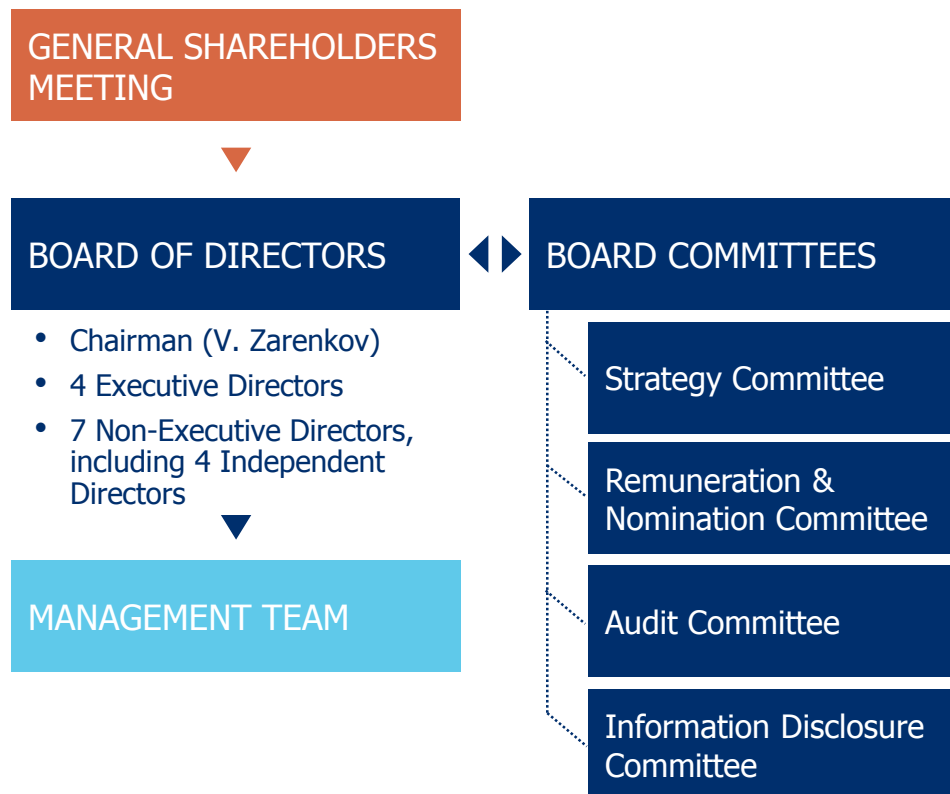 GENERAL SHAREHOLDERS
MEETING
BOARD OF DIRECTORS
• Chairman (V. Zarenkov)
• 4 Executive Directors
• 7 Non-Executive Directors,
including 4 Independent
Directors
MANAGEMENT TEAM
BOARD COMMITTEES
Strategy Committee
Remuneration &
Nomination Committee
Audit Committee
Information Disclosure
Committee